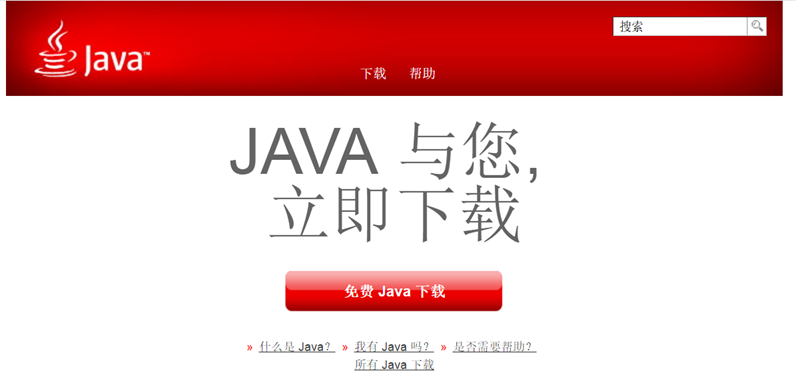 搜索
Java™
下载 帮助
JAVA 与您,
立即下载
免费 Java 下载
» 什么是 Java? » 我有 Java 吗? » 是否需要帮助?
所有 Java 下载